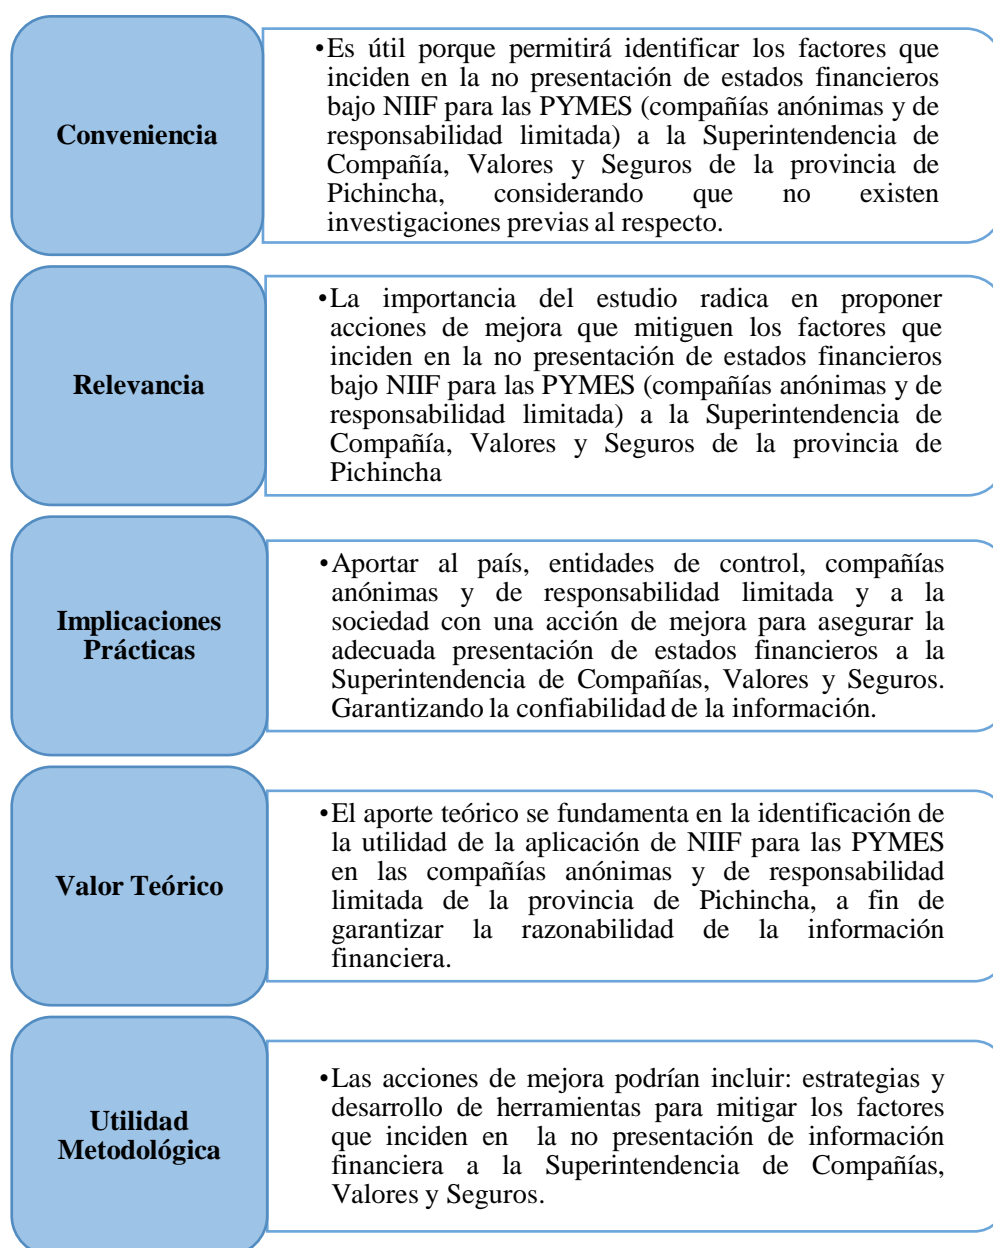 Conveniencia
•Es útil porque permitirá identificar los factores que
inciden en la no presentación de estados financieros
bajo NIIF para las PYMES (compañías anónimas y de
responsabilidad limitada) a la Superintendencia de
Compañía, Valores y Seguros de la provincia de
Pichincha, considerando que no existen
investigaciones previas al respecto.
Relevancia
•La importancia del estudio radica en proponer
acciones de mejora que mitiguen los factores que
inciden en la no presentación de estados financieros
bajo NIIF para las PYMES (compañías anónimas y de
responsabilidad limitada) a la Superintendencia de
Compañía, Valores y Seguros de la provincia de
Pichincha
Implicaciones
Prácticas
•Aportar al país, entidades de control, compañías
anónimas y de responsabilidad limitada y a la
sociedad con una acción de mejora para asegurar la
adecuada presentación de estados financieros a la
Superintendencia de Compañías, Valores y Seguros.
Garantizando la confiabilidad de la información.
Valor Teórico
•El aporte teórico se fundamenta en la identificación de
la utilidad de la aplicación de NIIF para las PYMES
en las compañías anónimas y de responsabilidad
limitada de la provincia de Pichincha, a fin de
garantizar la razonabilidad de la información
financiera.
Utilidad
Metodológica
•Las acciones de mejora podrían incluir: estrategias y
desarrollo de herramientas para mitigar los factores
que inciden en la no presentación de información
financiera a la Superintendencia de Compañías,
Valores y Seguros.